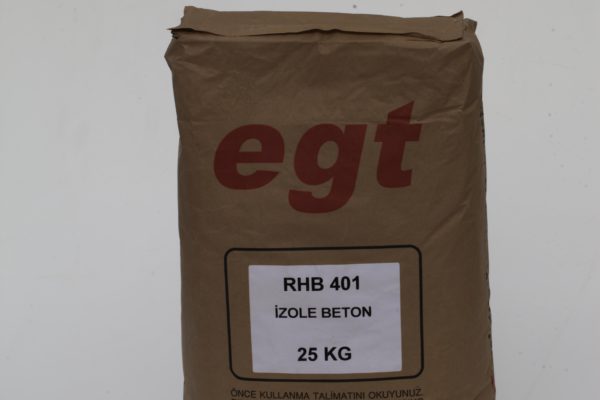 egt
RHB 401
İZOLE BETON
25 KG
ÖNCE KULLANMA TALİMATINI OKUYUNUZ